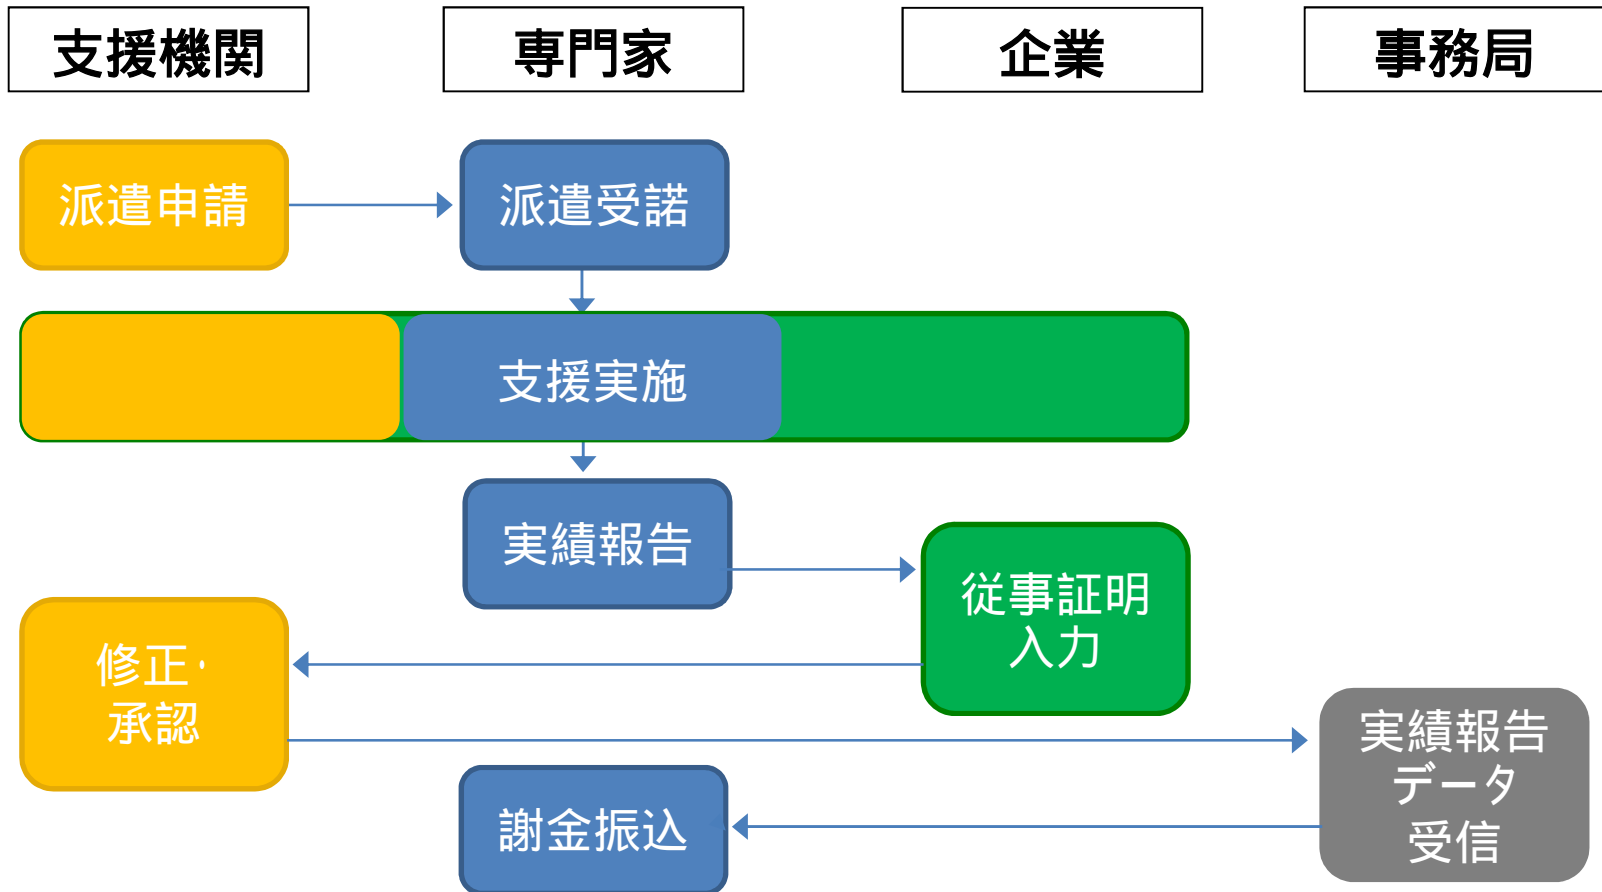 支援機関
専門家
企業
事務局
派遣申請
派遣受諾
支援実施
実績報告
従事証明
入力
修正・
承認
実績報告
データ
受信
謝金振込